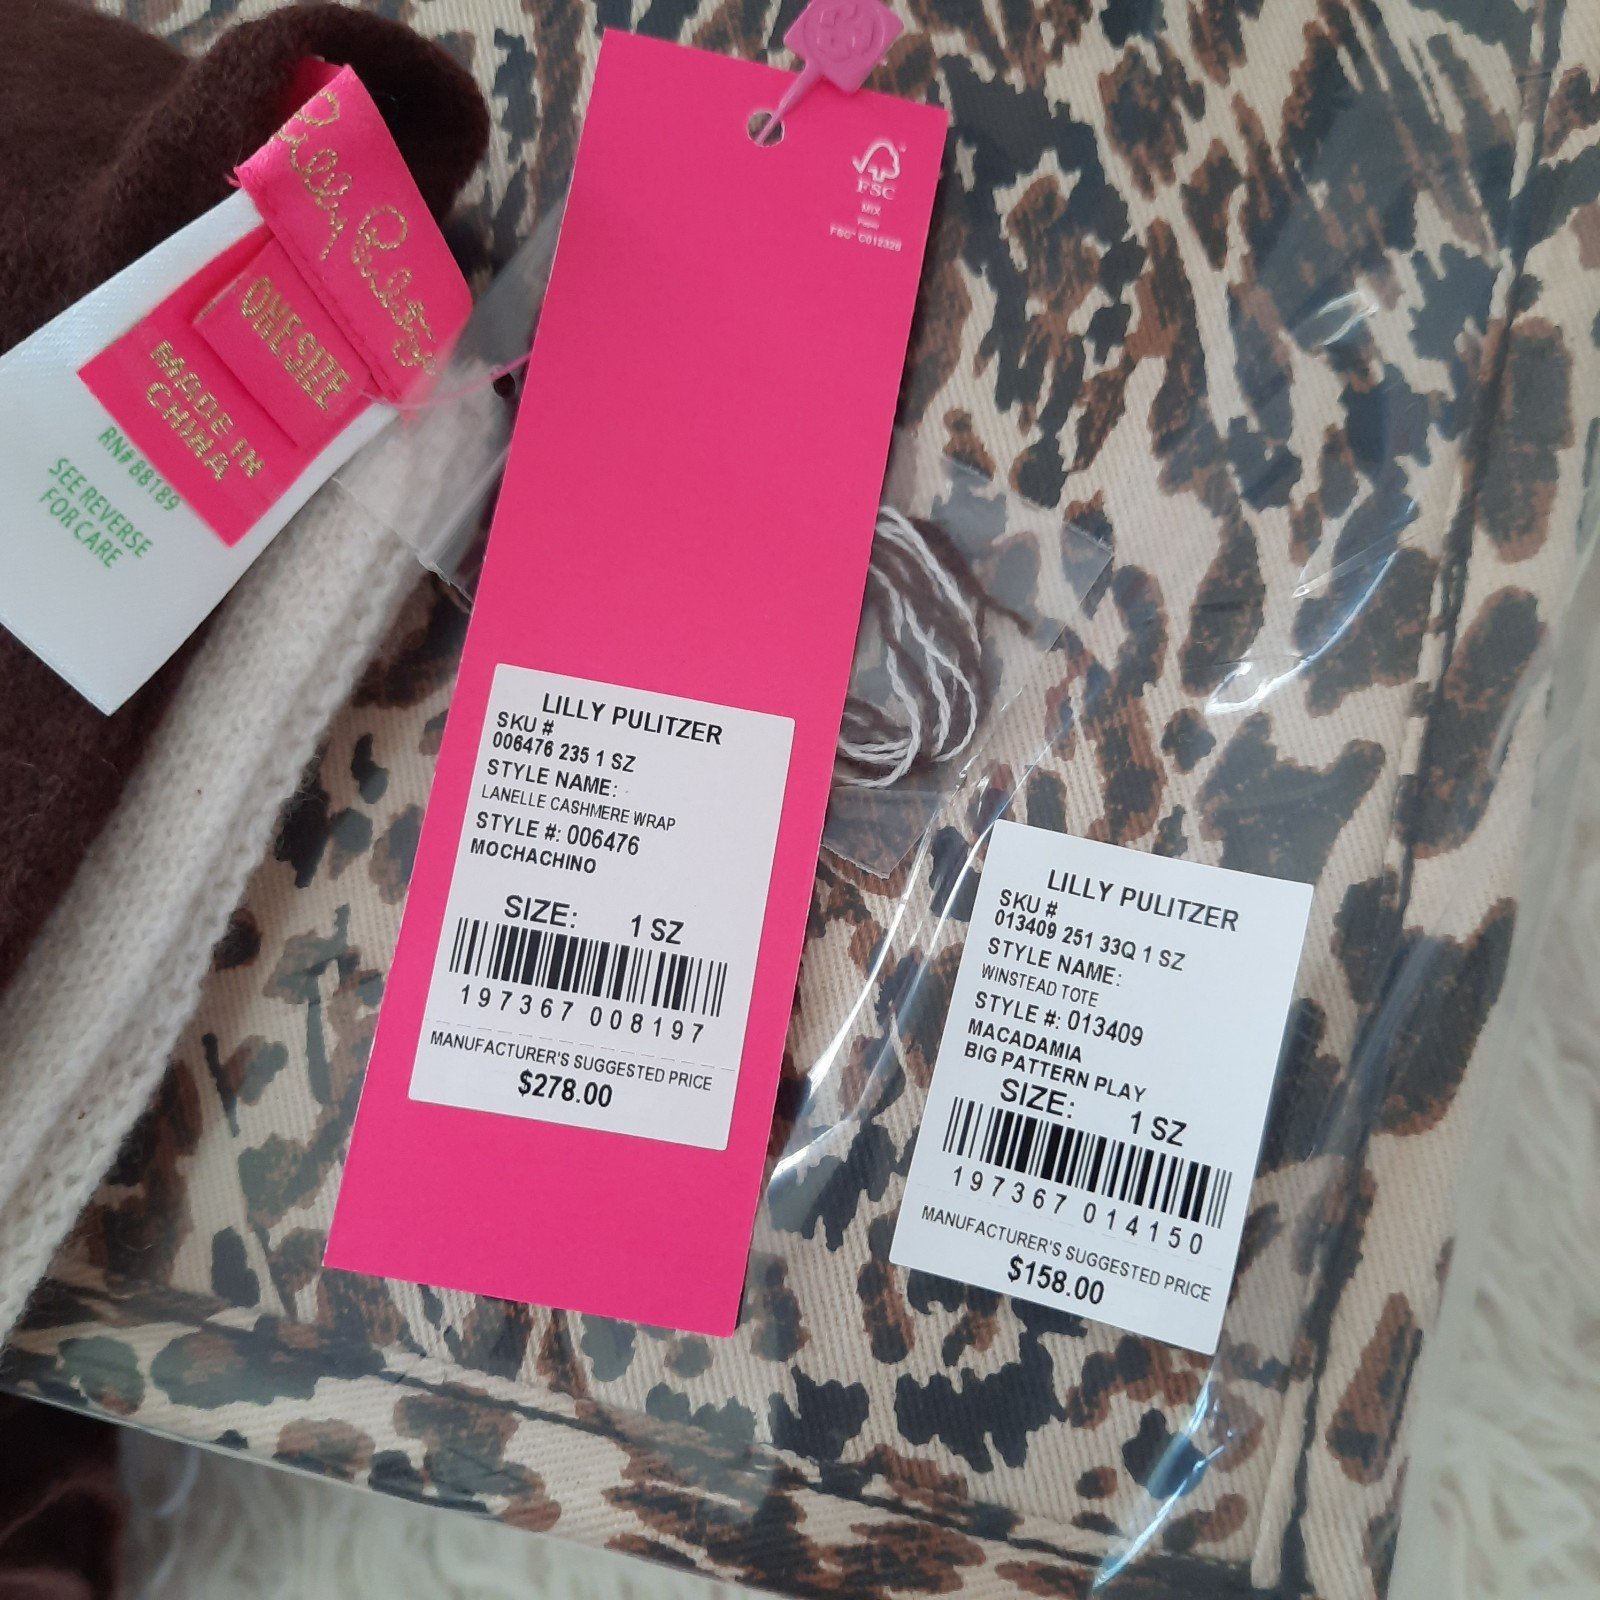 Lilly Pulitzer
ONE SIZE
MADE IN
CHINA
RN# 88189
SEE REVERSE
FOR CARE
FSC
MIX
Paper
FSC® C012326
LILLY PULITZER
SKU #
006476 235 1 SZ
STYLE NAME:
LANELLE CASHMERE WRAP
STYLE #: 006476
MOCHACHINO
SIZE: 1 SZ
197367 008197
MANUFACTURER'S SUGGESTED PRICE
$278.00
LILLY PULITZER
SKU #
013409 251 33Q 1 SZ
STYLE NAME:
WINSTEAD TOTE
STYLE #: 013409
MACADAMIA
BIG PATTERN PLAY
SIZE: 1 SZ
197367 014150
MANUFACTURER'S SUGGESTED PRICE
$158.00